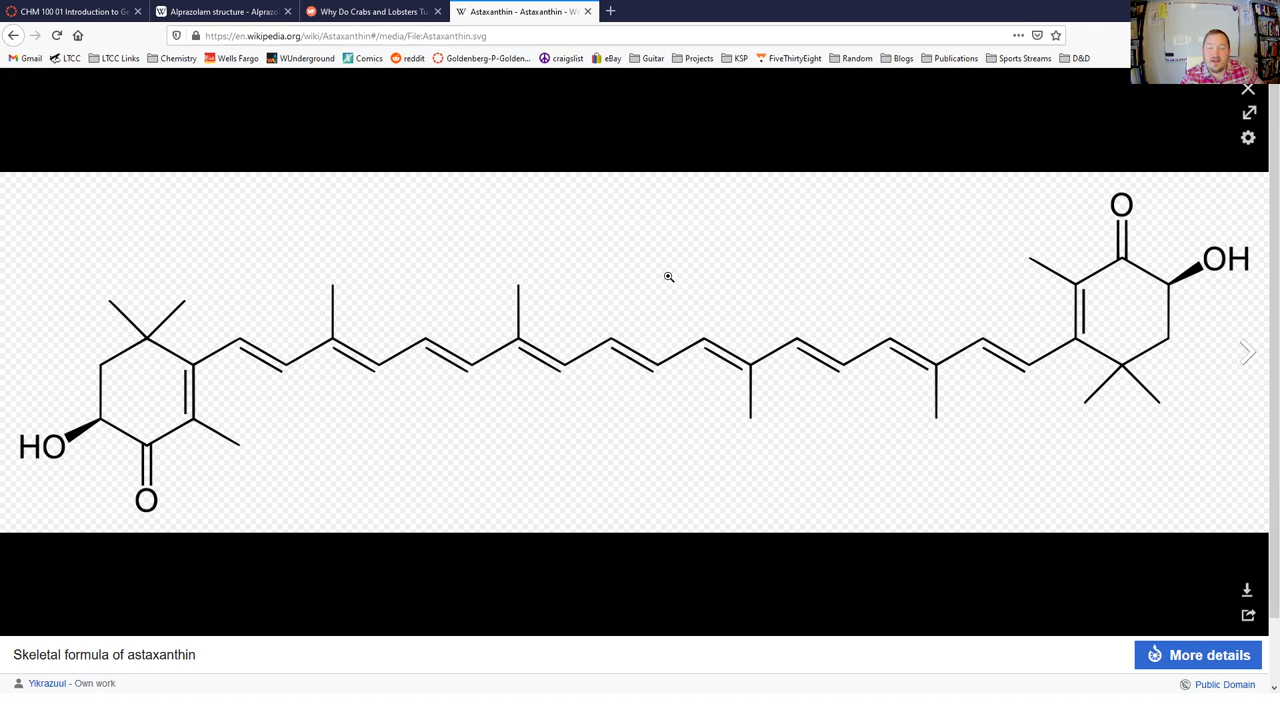 CHM 100 01 Introduction to Ge
Alprazolam structure - Alprazo
Why Do Crabs and Lobsters Tu
Astaxanthin - Astaxanthin - Wi
https://en.wikipedia.org/wiki/Astaxanthin#/media/File:Astaxanthin.svg
Gmail LTCC LTCC Links Chemistry Wells Fargo WUnderground Comics reddit Goldenberg-P-Golden... craigslist eBay Guitar Projects KSP FiveThirtyEight Random Blogs Publications Sports Streams D&D
O
OH
HO
O
Skeletal formula of astaxanthin
More details
Yikrazuul - Own work
Public Domain